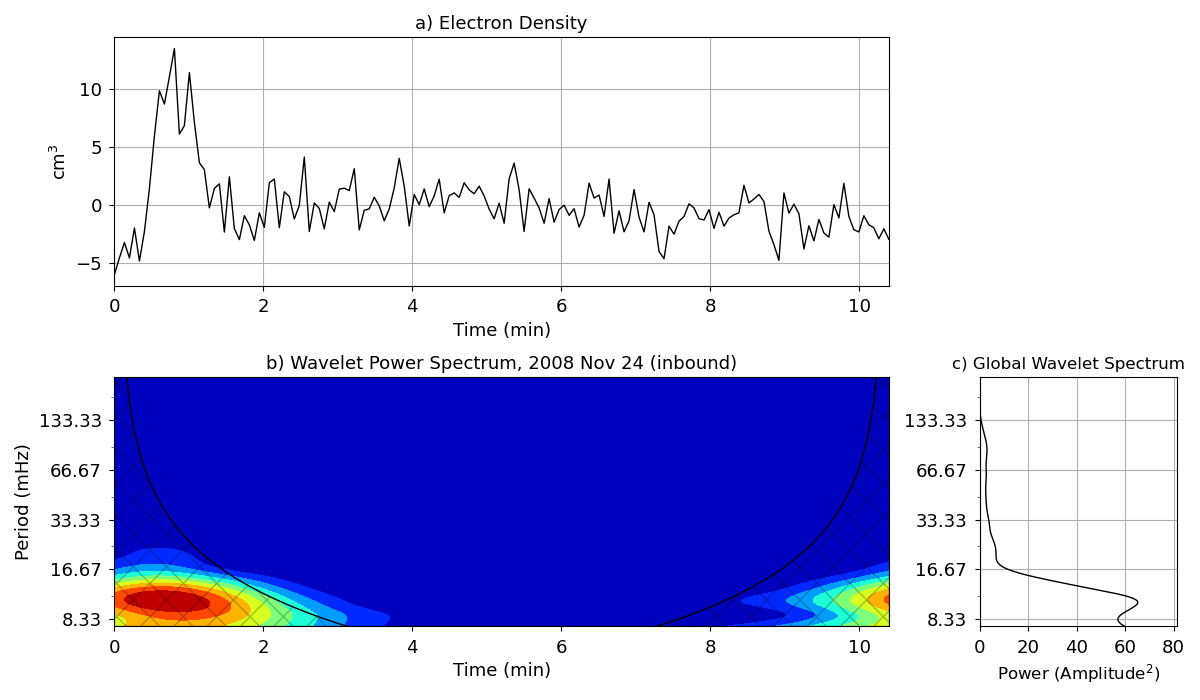 a) Electron Density
10
5
0
−5
cm³
0 2 4 6 8 10
Time (min)
b) Wavelet Power Spectrum, 2008 Nov 24 (inbound)
133.33
66.67
33.33
16.67
8.33
Period (mHz)
0 2 4 6 8 10
Time (min)
c) Global Wavelet Spectrum
133.33
66.67
33.33
16.67
8.33
0 20 40 60 80
Power (Amplitude²)